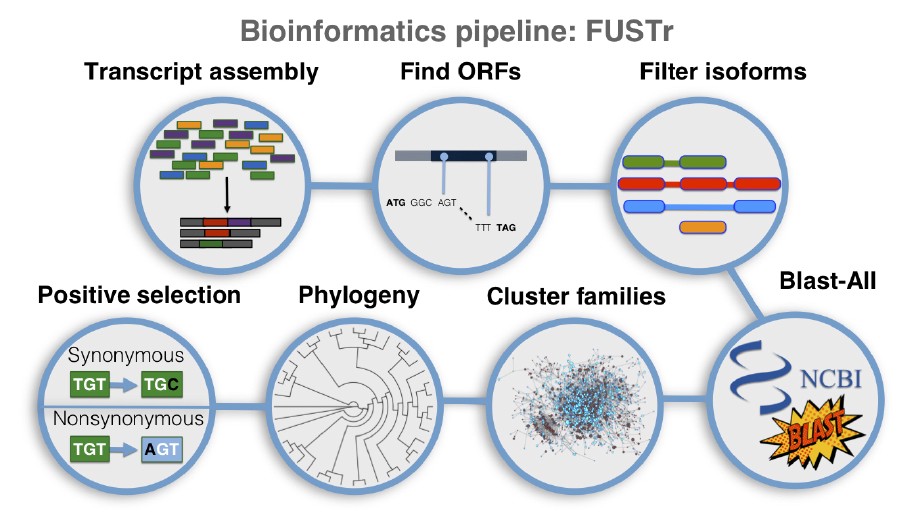 Bioinformatics pipeline: FUSTr
Transcript assembly
Find ORFs
Filter isoforms
ATG GGC AGT
TTT TAG
Positive selection
Phylogeny
Cluster families
Blast-All
Synonymous
TGT TGC
Nonsynonymous
TGT AGT
NCBI
BLAST